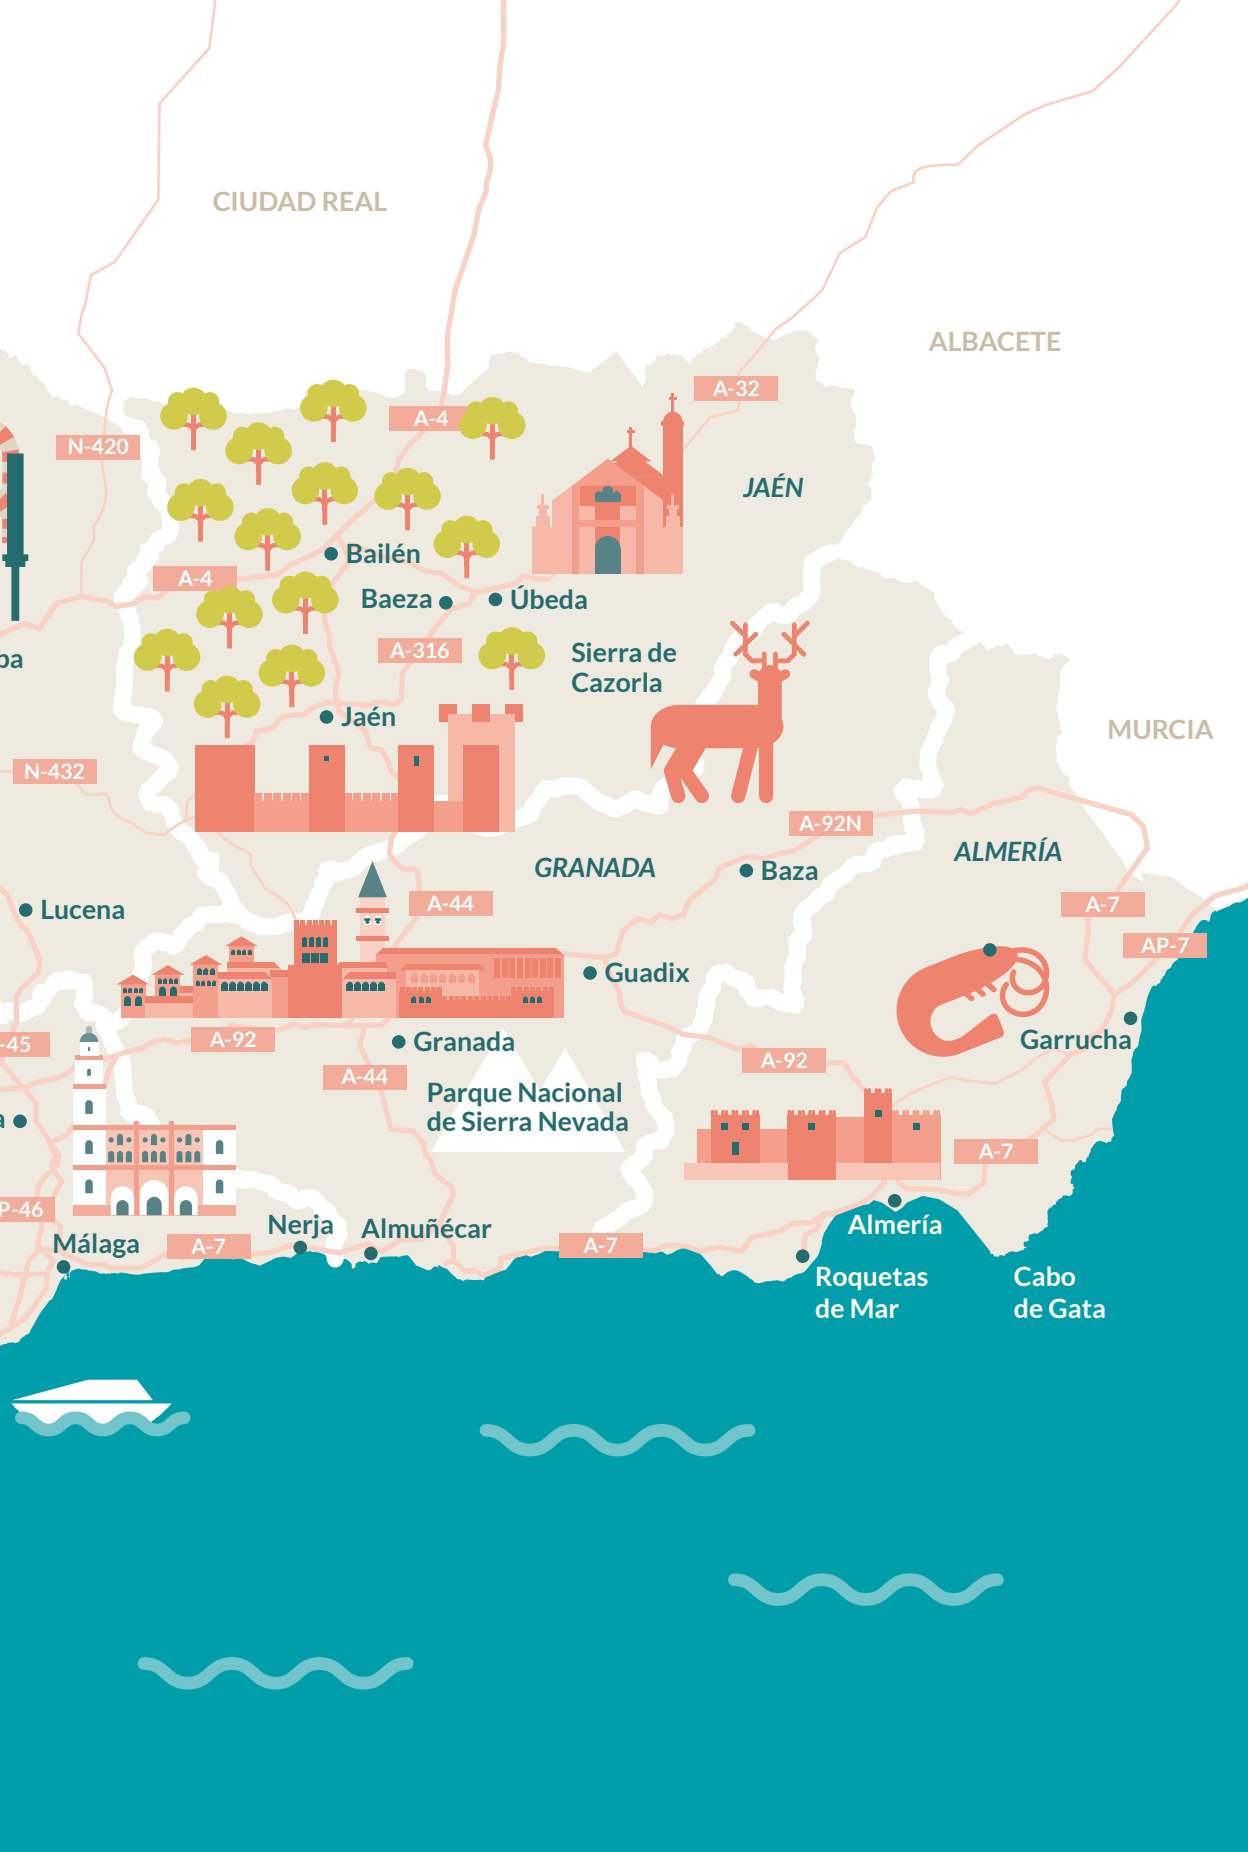 CIUDAD REAL
ALBACETE
A-32
A-4
N-420
JAÉN
Bailén
A-4
Baeza
Úbeda
A-316
Sierra de
Cazorla
Jaén
MURCIA
N-432
A-92N
ALMERÍA
GRANADA
Baza
A-44
A-7
Lucena
AP-7
Guadix
Garrucha
A-92
Granada
-45
A-92
A-44
Parque Nacional
de Sierra Nevada
A-7
P-46
Nerja
Almuñécar
Almería
Málaga
A-7
A-7
Roquetas
de Mar
Cabo
de Gata